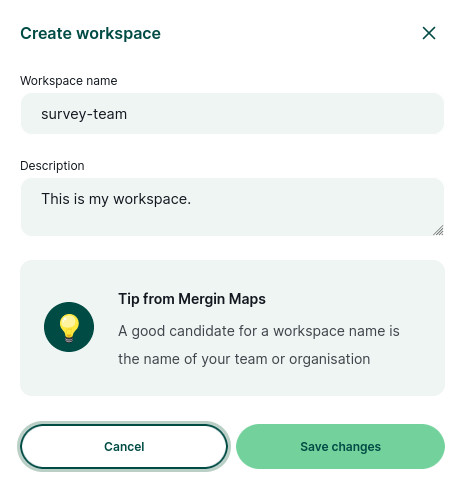 Create workspace
Workspace name
survey-team
Description
This is my workspace.
Tip from Mergin Maps
A good candidate for a workspace name is
the name of your team or organisation
Cancel
Save changes